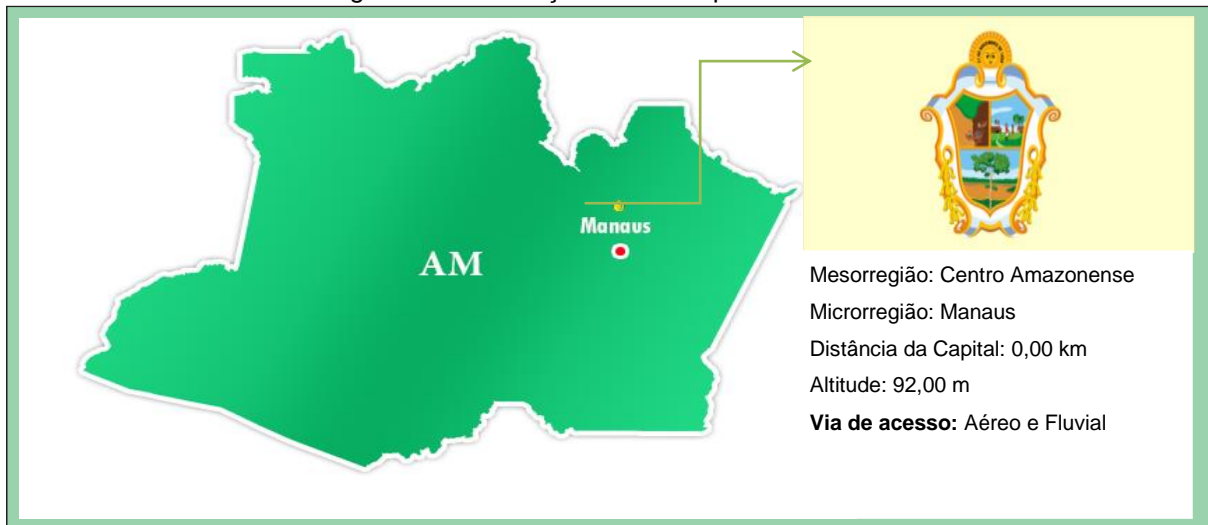 Manaus
AM
Mesorregião: Centro Amazonense
Microrregião: Manaus
Distância da Capital: 0,00 km
Altitude: 92,00 m
Via de acesso: Aéreo e Fluvial